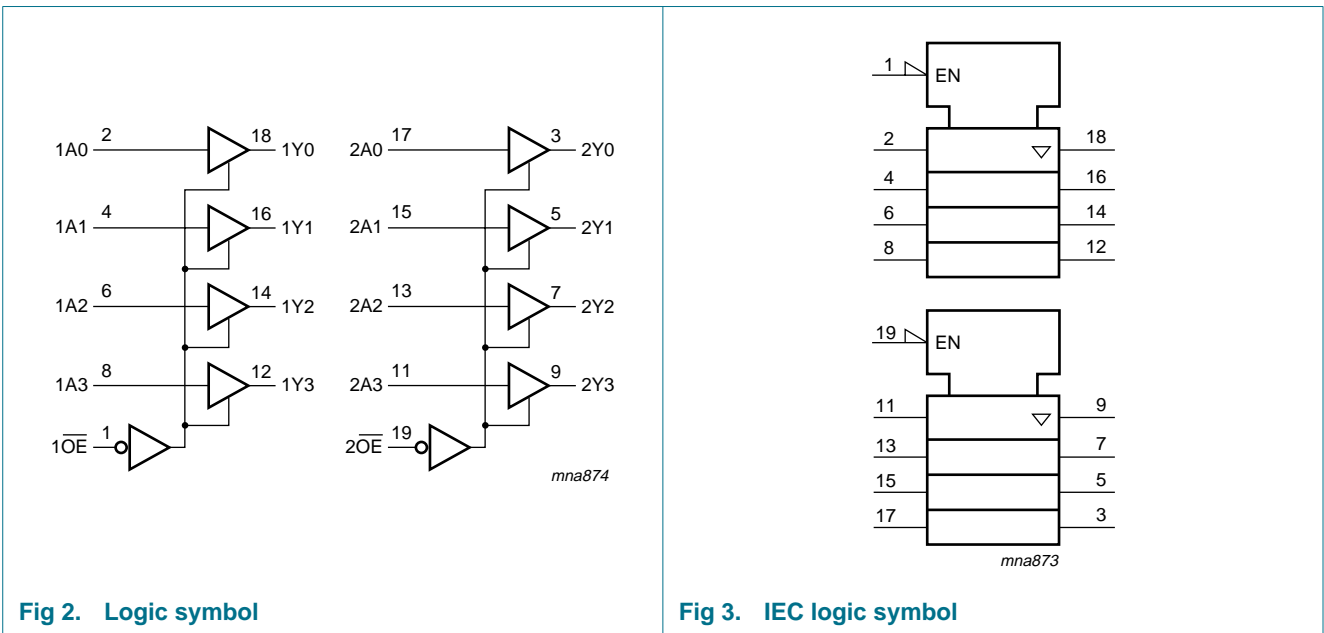 2
18
1A0
1Y0
4
16
1A1
1Y1
6
14
1A2
1Y2
8
12
1A3
1Y3
1
1O̅E̅
17
3
2A0
2Y0
15
5
2A1
2Y1
13
7
2A2
2Y2
11
9
2A3
2Y3
19
2O̅E̅
mna874
Fig 2. Logic symbol
1
EN
2
18
4
16
6
14
8
12
19
EN
11
9
13
7
15
5
17
3
mna873
Fig 3. IEC logic symbol